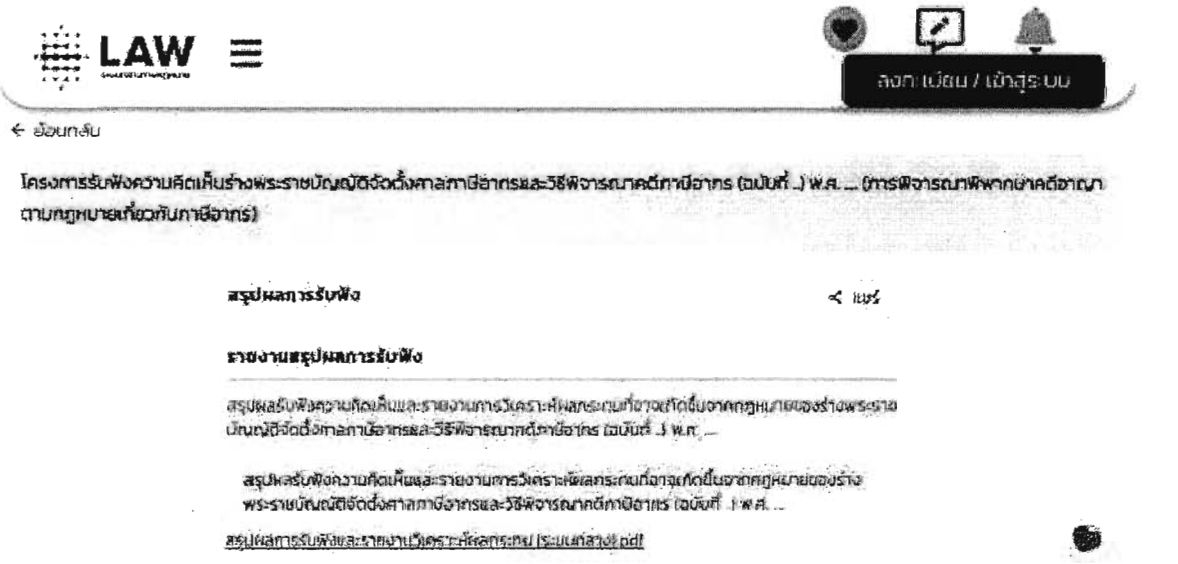 LAW
ลงทะเบียน / เข้าสู่ระบบ
← ย้อนกลับ
โครงการรับฟังความคิดเห็นร่างพระราชบัญญัติจัดตั้งศาลภาษีอากรและวิธีพิจารณาคดีภาษีอากร (ฉบับที่ ..) พ.ศ. .... (การพิจารณาพิพากษาคดีอาญา
ตามกฎหมายเกี่ยวกับภาษีอากร)
สรุปผลการรับฟัง
แชร์
รายงานสรุปผลการรับฟัง
สรุปผลรับฟังความคิดเห็นและรายงานการวิเคราะห์ผลกระทบที่อาจเกิดขึ้นจากกฎหมายของร่างพระราช
บัญญัติจัดตั้งศาลภาษีอากรและวิธีพิจารณาคดีภาษีอากร (ฉบับที่ ..) พ.ศ. ....
สรุปผลรับฟังความคิดเห็นและรายงานการวิเคราะห์ผลกระทบที่อาจเกิดขึ้นจากกฎหมายของร่าง
พระราชบัญญัติจัดตั้งศาลภาษีอากรและวิธีพิจารณาคดีภาษีอากร (ฉบับที่ ..) พ.ศ. ....
สรุปผลการรับฟังและรายงานวิเคราะห์ผลกระทบ (ระบบกลาง).pdf